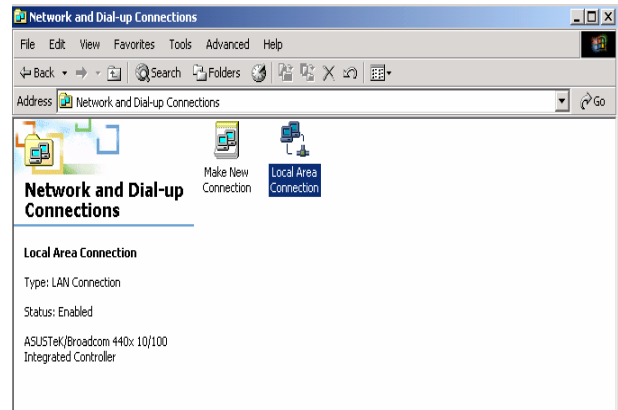 Network and Dial-up Connections
File Edit View Favorites Tools Advanced Help
Back Search Folders
Address Network and Dial-up Connections Go
Make New
Connection
Local Area
Connection
Network and Dial-up
Connections
Local Area Connection
Type: LAN Connection
Status: Enabled
ASUSTeK/Broadcom 440x 10/100
Integrated Controller